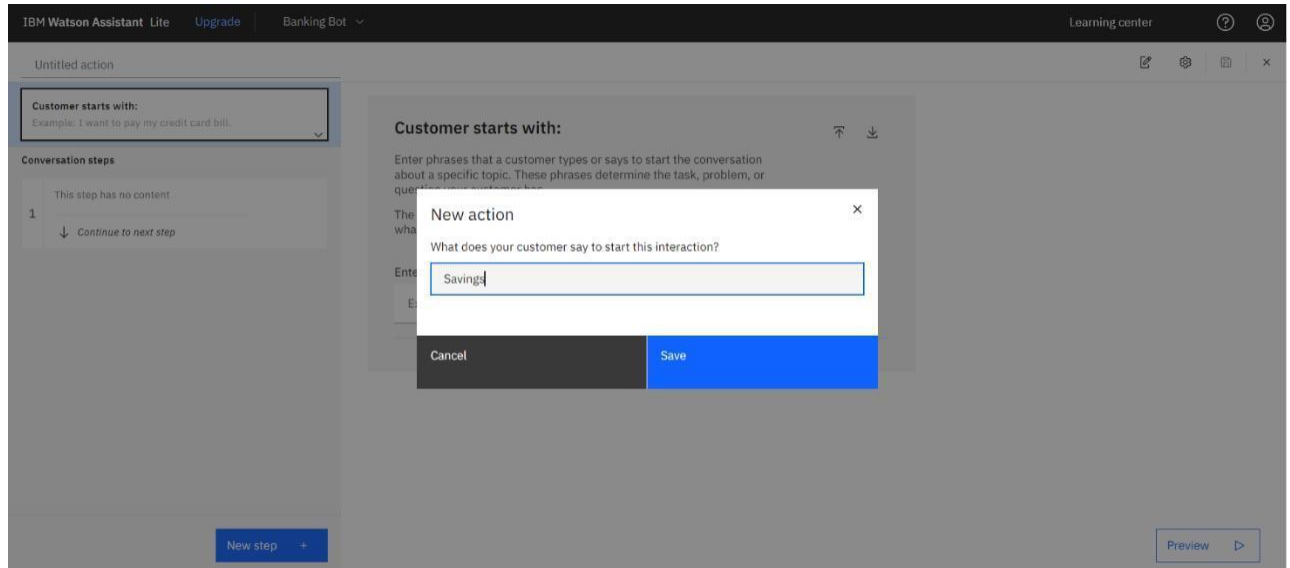 IBM Watson Assistant Lite Upgrade Banking Bot Learning center
Untitled action
Customer starts with:
Example: I want to pay my credit card bill.
Conversation steps
1
This step has no content
Continue to next step
New step +
Customer starts with:
Enter phrases that a customer types or says to start the conversation
about a specific topic. These phrases determine the task, problem, or
The
New action
What does your customer say to start this interaction?
Savings
Cancel
Save
Preview